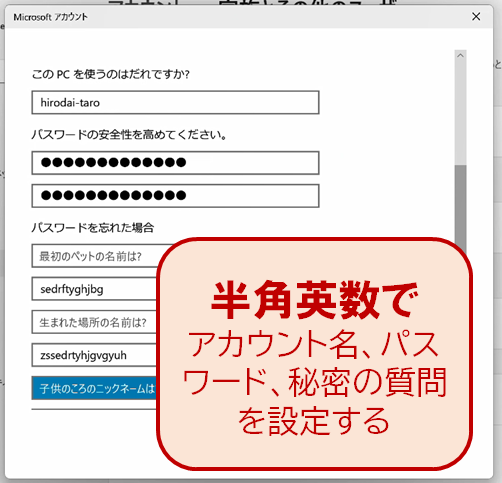 Microsoft アカウント
この PC を使うのはだれですか?
hirodai-taro
パスワードの安全性を高めてください。
●●●●●●●●●●●●●
●●●●●●●●●●●●●
パスワードを忘れた場合
最初のペットの名前は?
sedrftyghjbg
生まれた場所の名前は?
zssedrtyhjgvgyuh
子供のころのニックネームは
半角英数で
アカウント名、パス
ワード、秘密の質問
を設定する